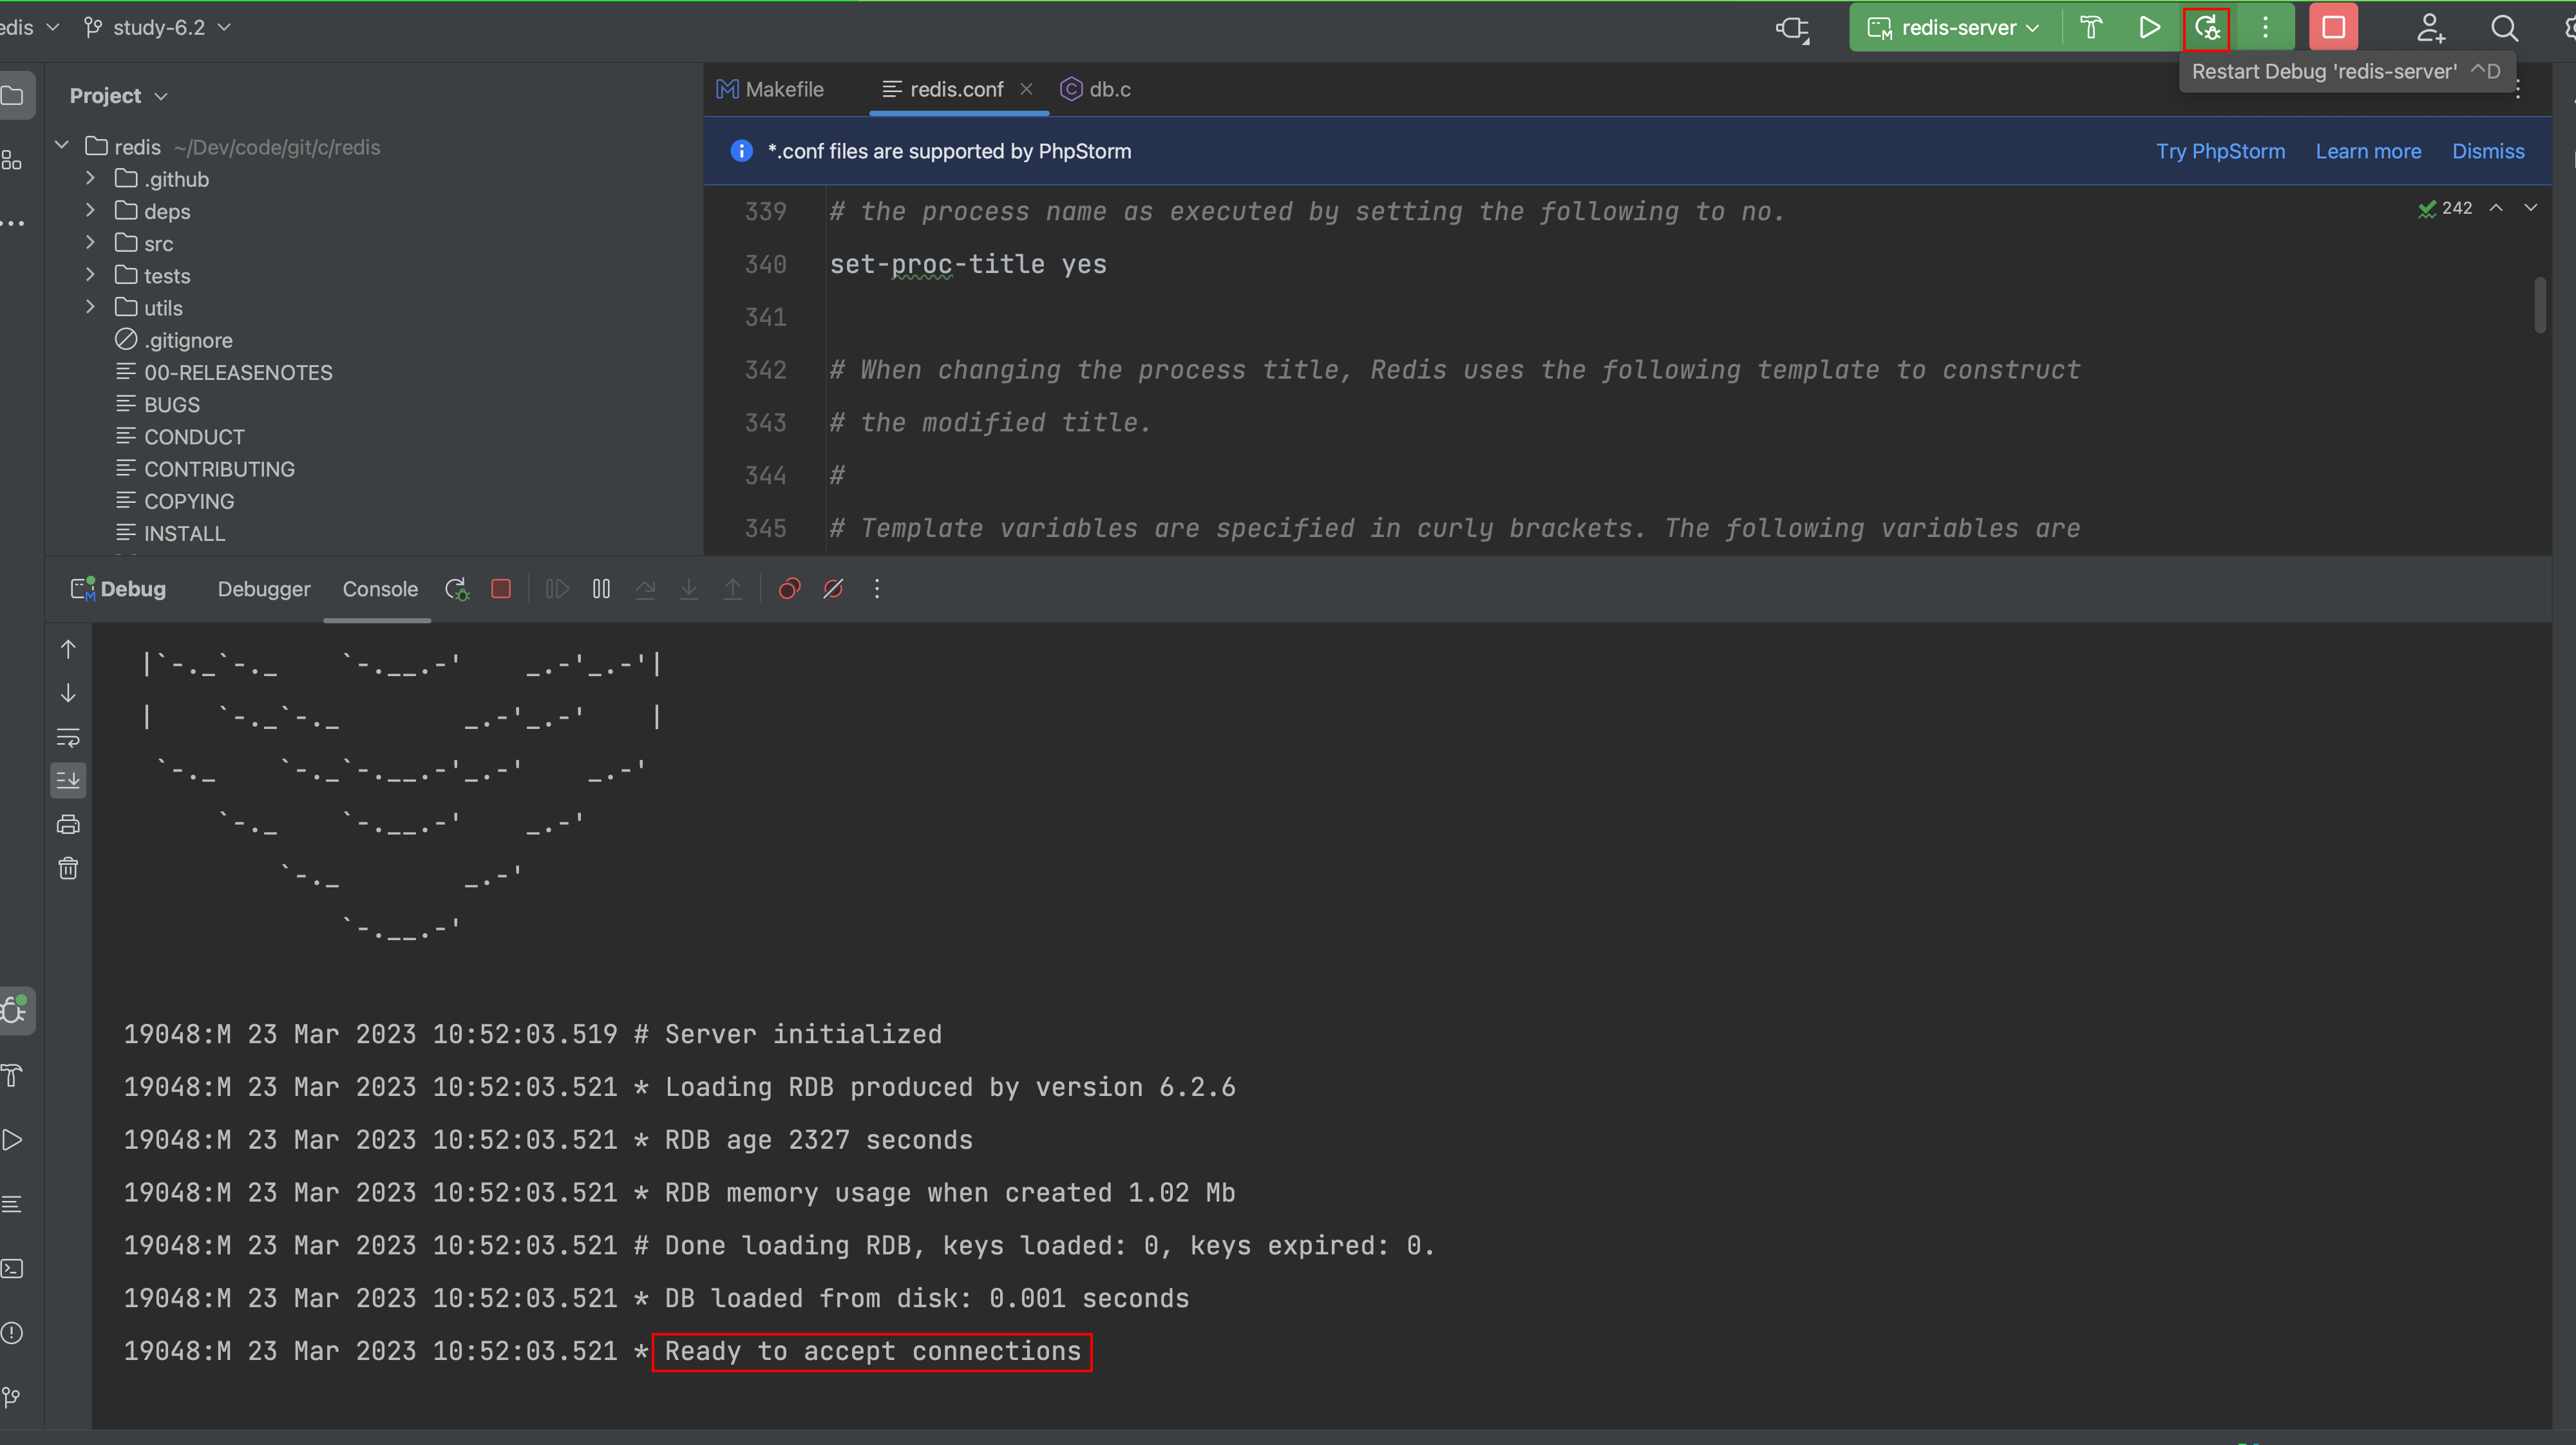 edis
study-6.2
redis-server
Restart Debug 'redis-server' ^D
Project
Makefile
redis.conf
db.c
redis ~/Dev/code/git/c/redis
.github
deps
src
tests
utils
.gitignore
00-RELEASENOTES
BUGS
CONDUCT
CONTRIBUTING
COPYING
INSTALL
*.conf files are supported by PhpStorm
Try PhpStorm
Learn more
Dismiss
242
339 # the process name as executed by setting the following to no.
340 set-proc-title yes
341
342 # When changing the process title, Redis uses the following template to construct
343 # the modified title.
344 #
345 # Template variables are specified in curly brackets. The following variables are
Debug
Debugger
Console
|`-._`-._    `-.__.-'    _.-'_.-'|
|    `-._`-._        _.-'_.-'    |
`-._    `-._`-.__.-'_.-'    _.-'
`-._    `-.__.-'    _.-'
`-._        _.-'
`-.__.-'
19048:M 23 Mar 2023 10:52:03.519 # Server initialized
19048:M 23 Mar 2023 10:52:03.521 * Loading RDB produced by version 6.2.6
19048:M 23 Mar 2023 10:52:03.521 * RDB age 2327 seconds
19048:M 23 Mar 2023 10:52:03.521 * RDB memory usage when created 1.02 Mb
19048:M 23 Mar 2023 10:52:03.521 # Done loading RDB, keys loaded: 0, keys expired: 0.
19048:M 23 Mar 2023 10:52:03.521 * DB loaded from disk: 0.001 seconds
19048:M 23 Mar 2023 10:52:03.521 * Ready to accept connections